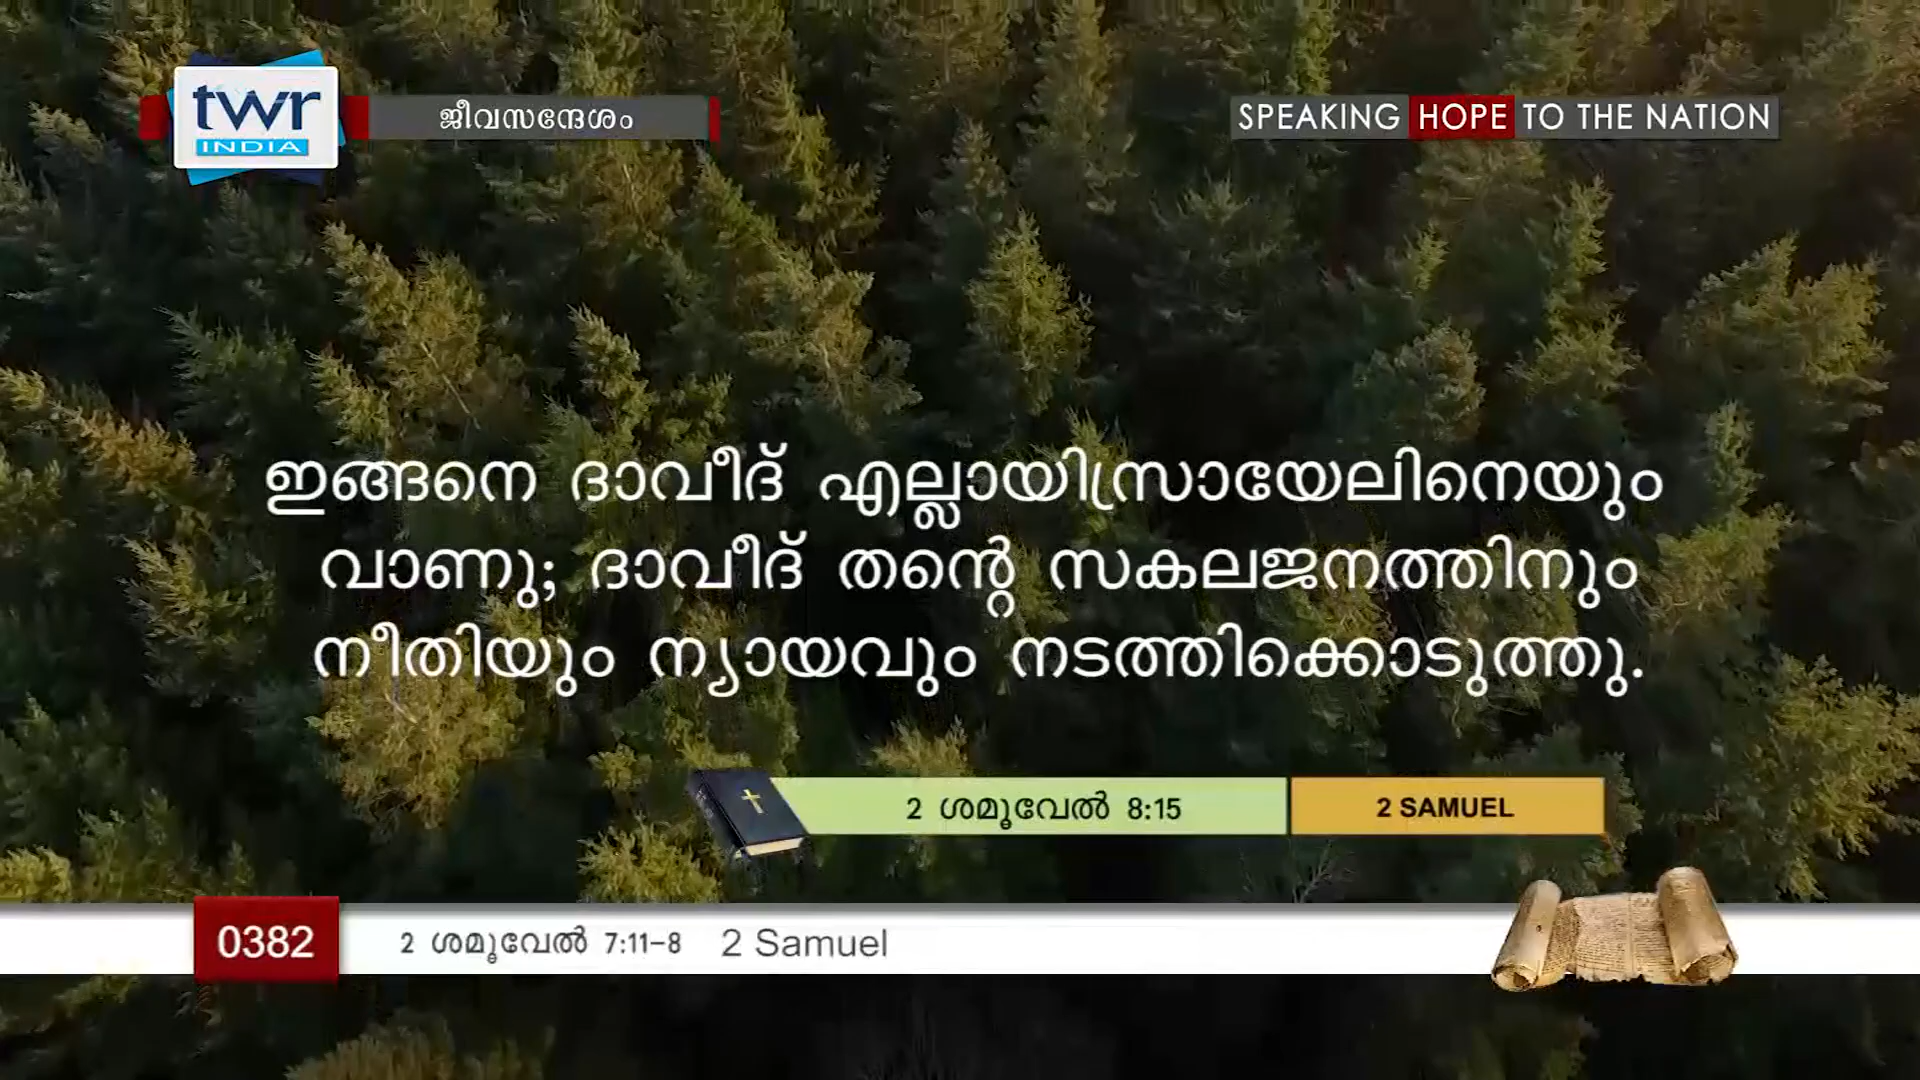 twr
INDIA
ജീവസന്ദേശം
SPEAKING HOPE TO THE NATION
ഇങ്ങനെ ദാവീദ് എല്ലായിസ്രായേലിനെയും
വാണു; ദാവീദ് തന്റെ സകലജനത്തിനും
നീതിയും ന്യായവും നടത്തിക്കൊടുത്തു.
2 ശമൂവേൽ 8:15
2 SAMUEL
0382
2 ശമൂവേൽ 7:11-8
2 Samuel